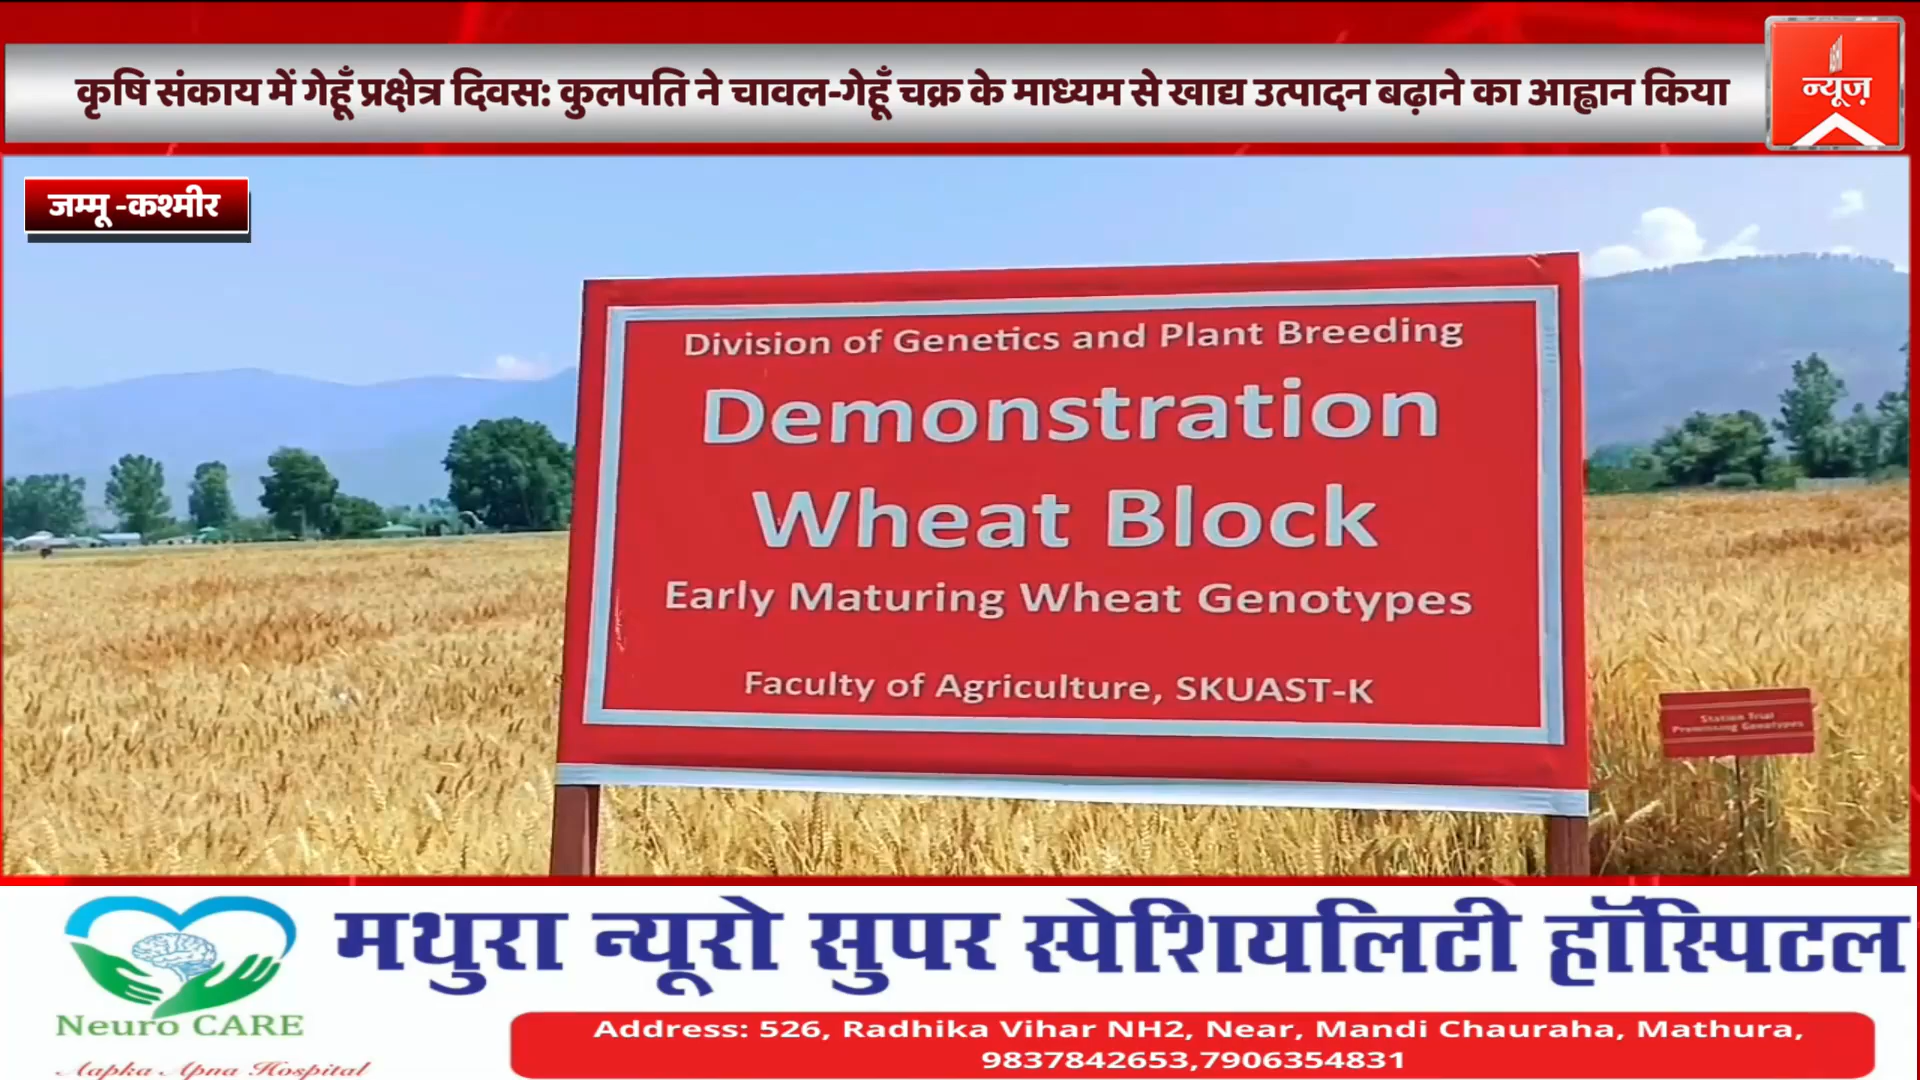 कृषि संकाय में गेहूँ प्रक्षेत्र दिवस: कुलपति ने चावल-गेहूँ चक्र के माध्यम से खाद्य उत्पादन बढ़ाने का आह्वान किया
न्यूज़
जम्मू -कश्मीर
Division of Genetics and Plant Breeding
Demonstration
Wheat Block
Early Maturing Wheat Genotypes
Faculty of Agriculture, SKUAST-K
Station Trial
Promising Genotypes
मथुरा न्यूरो सुपर स्पेशियलिटी हॉस्पिटल
Neuro CARE
Aapka Apna Hospital
Address: 526, Radhika Vihar NH2, Near, Mandi Chauraha, Mathura,
9837842653,7906354831